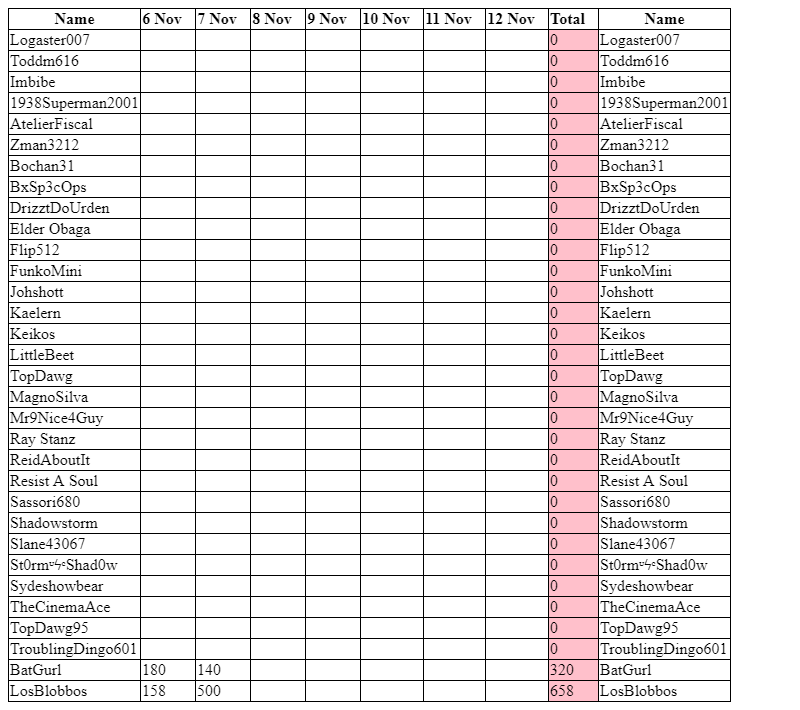 Name 6 Nov 7 Nov 8 Nov 9 Nov 10 Nov 11 Nov 12 Nov Total Name
Logaster007 0 Logaster007
Toddm616 0 Toddm616
Imbibe 0 Imbibe
1938Superman2001 0 1938Superman2001
AtelierFiscal 0 AtelierFiscal
Zman3212 0 Zman3212
Bochan31 0 Bochan31
BxSp3cOps 0 BxSp3cOps
DrizztDoUrden 0 DrizztDoUrden
Elder Obaga 0 Elder Obaga
Flip512 0 Flip512
FunkoMini 0 FunkoMini
Johshott 0 Johshott
Kaelern 0 Kaelern
Keikos 0 Keikos
LittleBeet 0 LittleBeet
TopDawg 0 TopDawg
MagnoSilva 0 MagnoSilva
Mr9Nice4Guy 0 Mr9Nice4Guy
Ray Stanz 0 Ray Stanz
ReidAboutIt 0 ReidAboutIt
Resist A Soul 0 Resist A Soul
Sassori680 0 Sassori680
Shadowstorm 0 Shadowstorm
Slane43067 0 Slane43067
0
Sydeshowbear 0 Sydeshowbear
TheCinemaAce 0 TheCinemaAce
TopDawg95 0 TopDawg95
TroublingDingo601 0 TroublingDingo601
BatGurl 180 140 320 BatGurl
LosBlobbos 158 500 658 LosBlobbos